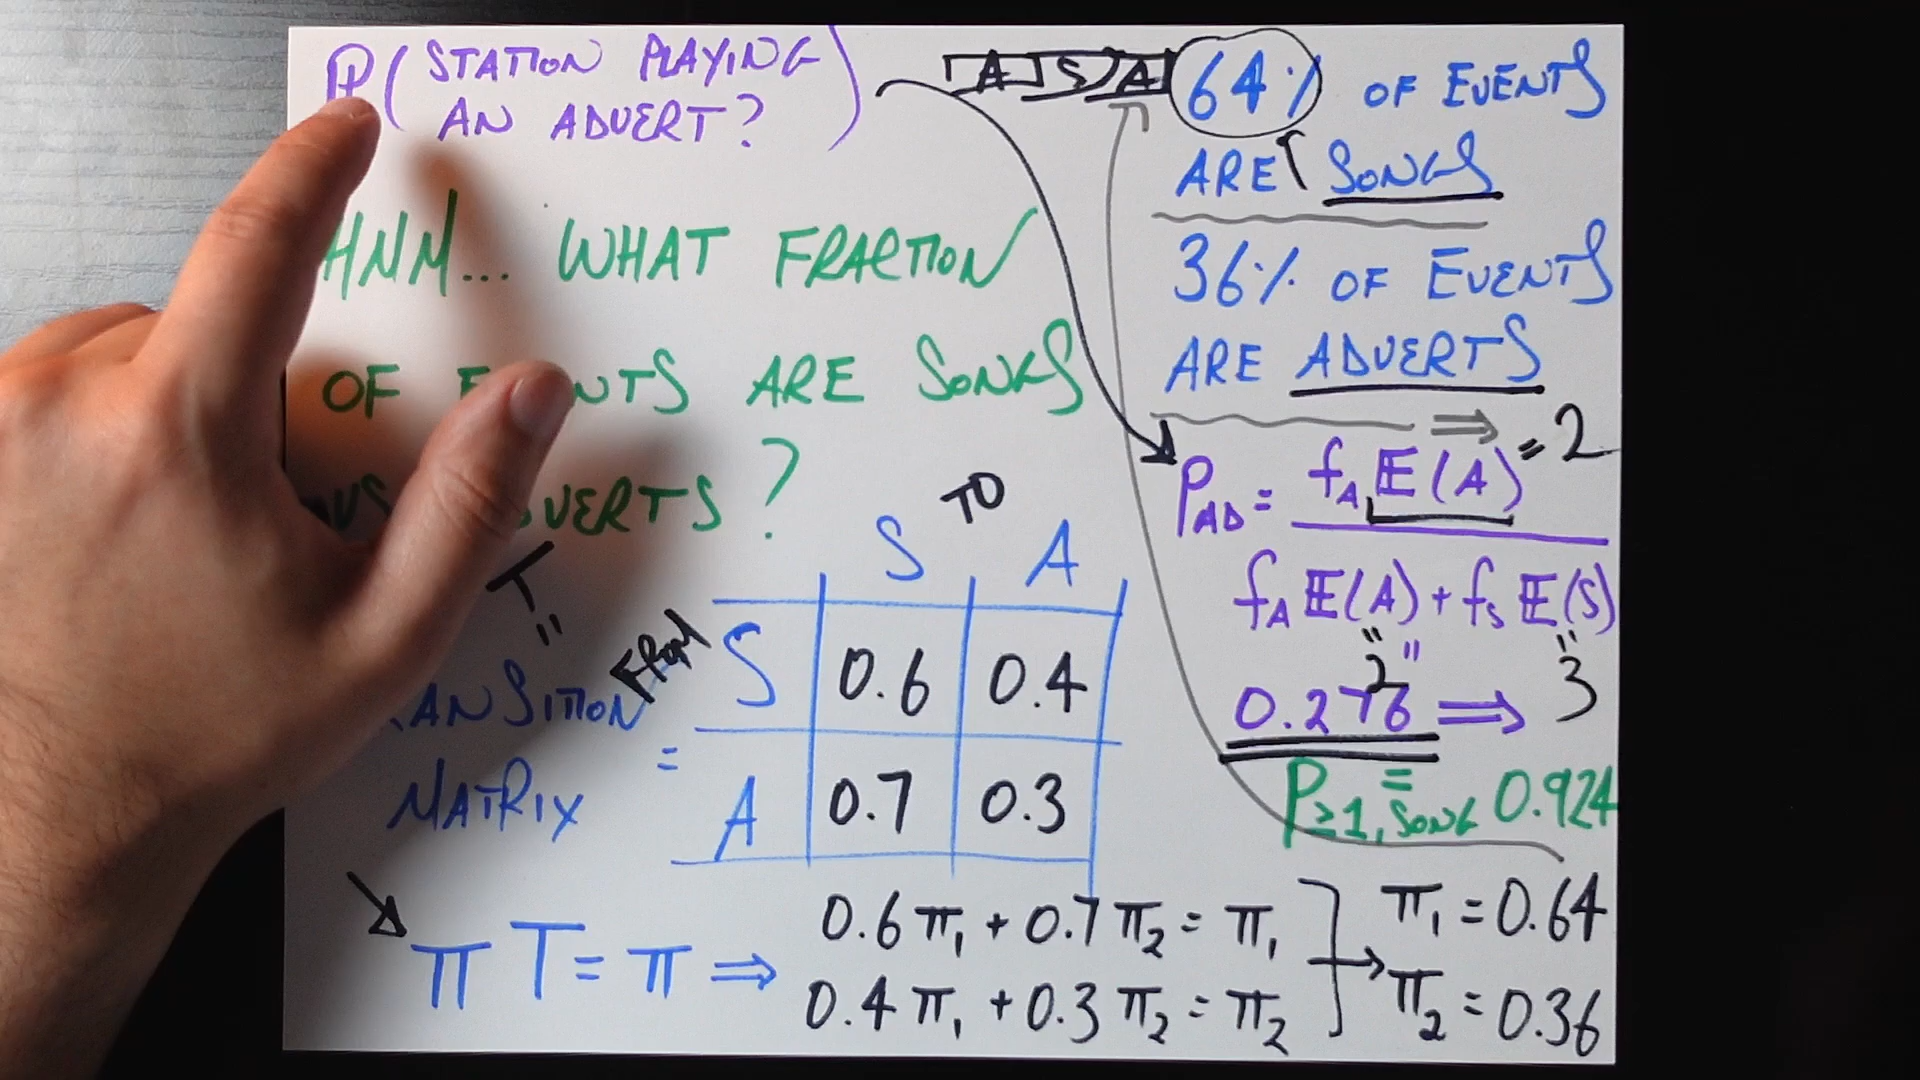 P( STATION PLAYING
AN ADVERT? )
HMM... WHAT FRACTION
OF EVENTS ARE SONGS
VS ADVERTS?
T
"
TRANSITION
MATRIX
=
FROM
TO
S A
S 0.6 0.4
A 0.7 0.3
π T = π ⇒
0.6 π₁ + 0.7 π₂ = π₁
0.4 π₁ + 0.3 π₂ = π₂
π₁ = 0.64
π₂ = 0.36
A S A
64% OF EVENTS
ARE SONGS
36% OF EVENTS
ARE ADVERTS
⇒
P_AD = f_A E(A) = 2
f_A E(A) + f_S E(S)
" 2 " 3
0.276 ⇒
P≥1, SONG = 0.924